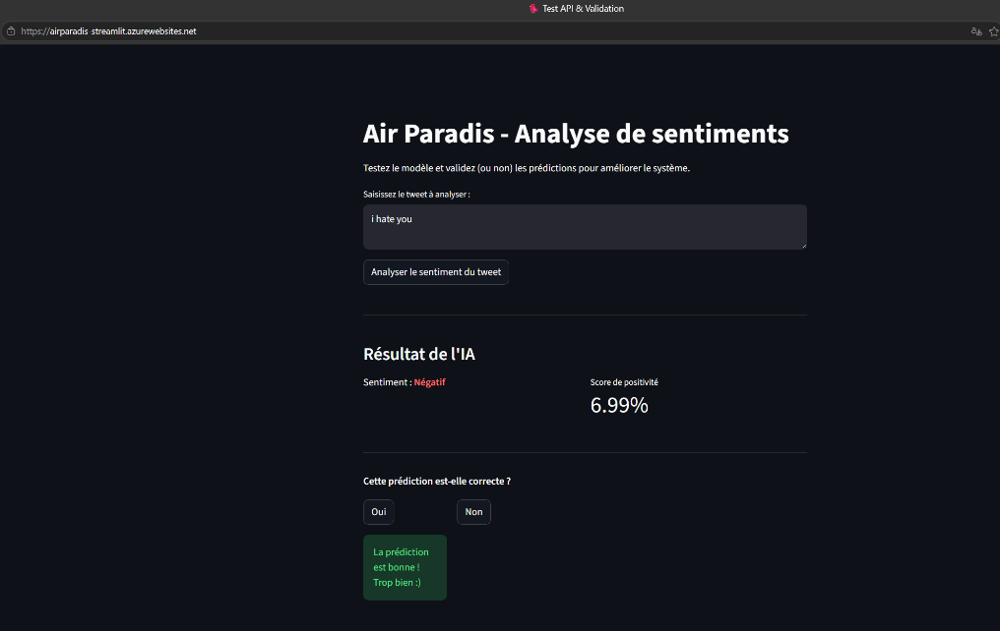 Test API & Validation
https://airparadis-streamlit.azurewebsites.net
Air Paradis - Analyse de sentiments
Testez le modèle et validez (ou non) les prédictions pour améliorer le système.
Saisissez le tweet à analyser :
i hate you
Analyser le sentiment du tweet
Résultat de l'IA
Sentiment : Négatif
Score de positivité
6.99%
Cette prédiction est-elle correcte ?
Oui
Non
La prédiction
est bonne !
Trop bien :)